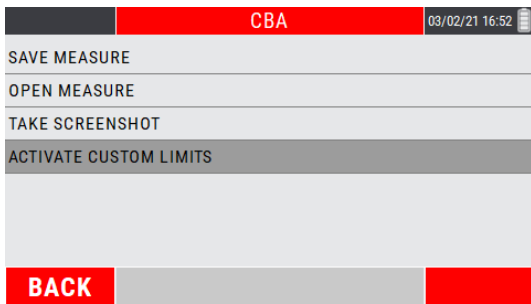 CBA
03/02/21 16:52
SAVE MEASURE
OPEN MEASURE
TAKE SCREENSHOT
ACTIVATE CUSTOM LIMITS
BACK